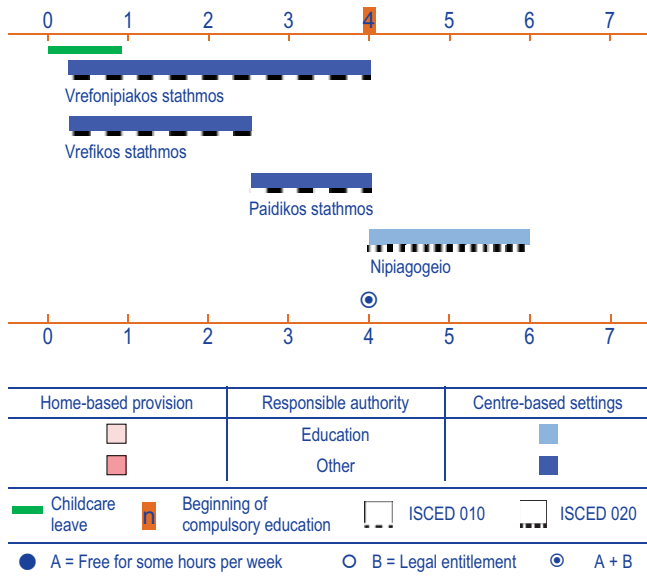 0 1 2 3 4 5 6 7
Vrefonipiakos stathmos
Vrefikos stathmos
Paidikos stathmos
Nipiagogeio
0 1 2 3 4 5 6 7
Home-based provision Responsible authority Centre-based settings
Education
Other
Childcare leave
n
Beginning of compulsory education
ISCED 010
ISCED 020
A = Free for some hours per week
B = Legal entitlement
A + B